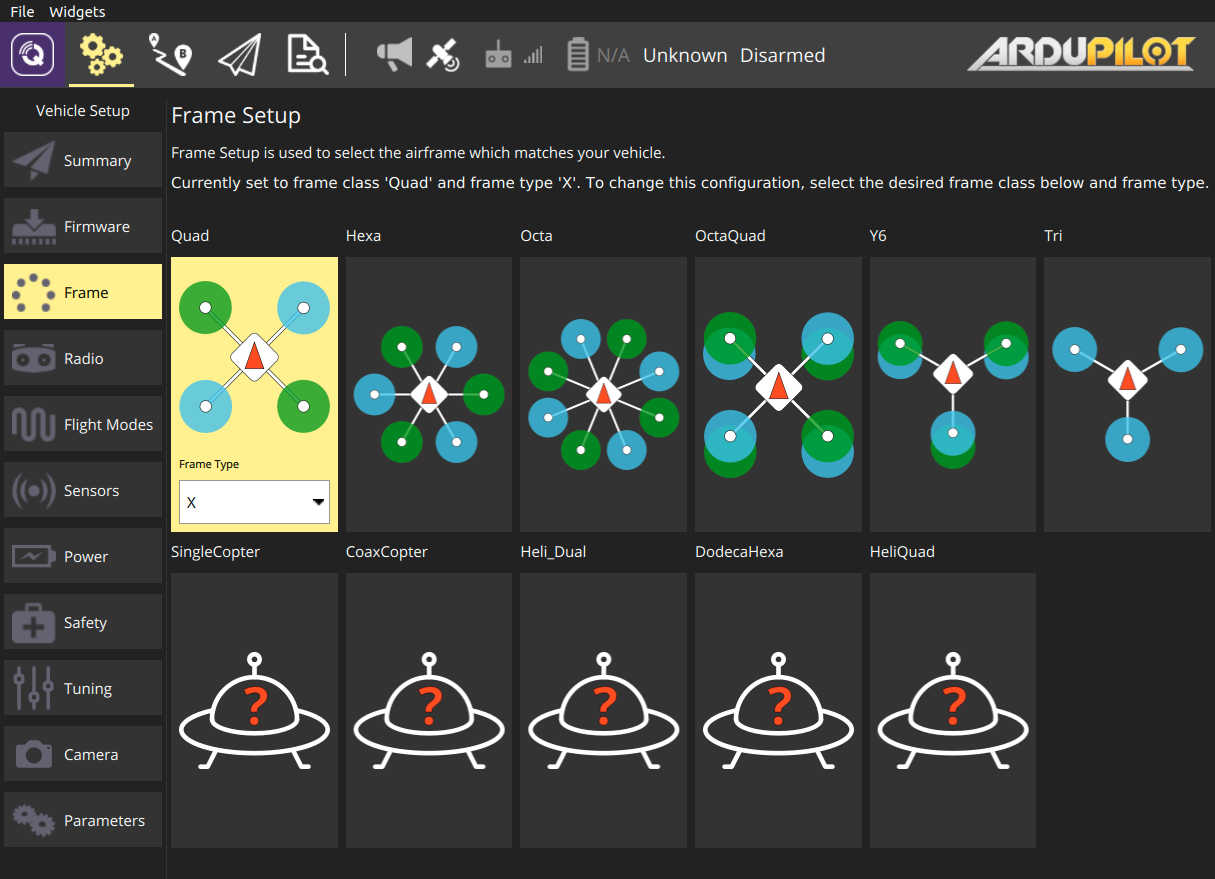 File Widgets
N/A Unknown Disarmed
ARDUPILOT
Vehicle Setup
Summary
Firmware
Frame
Radio
Flight Modes
Sensors
Power
Safety
Tuning
Camera
Parameters
Frame Setup
Frame Setup is used to select the airframe which matches your vehicle.
Currently set to frame class 'Quad' and frame type 'X'. To change this configuration, select the desired frame class below and frame type.
Quad Hexa Octa OctaQuad Y6 Tri
Frame Type
X
SingleCopter CoaxCopter Heli_Dual DodecaHexa HeliQuad
? ? ? ? ?